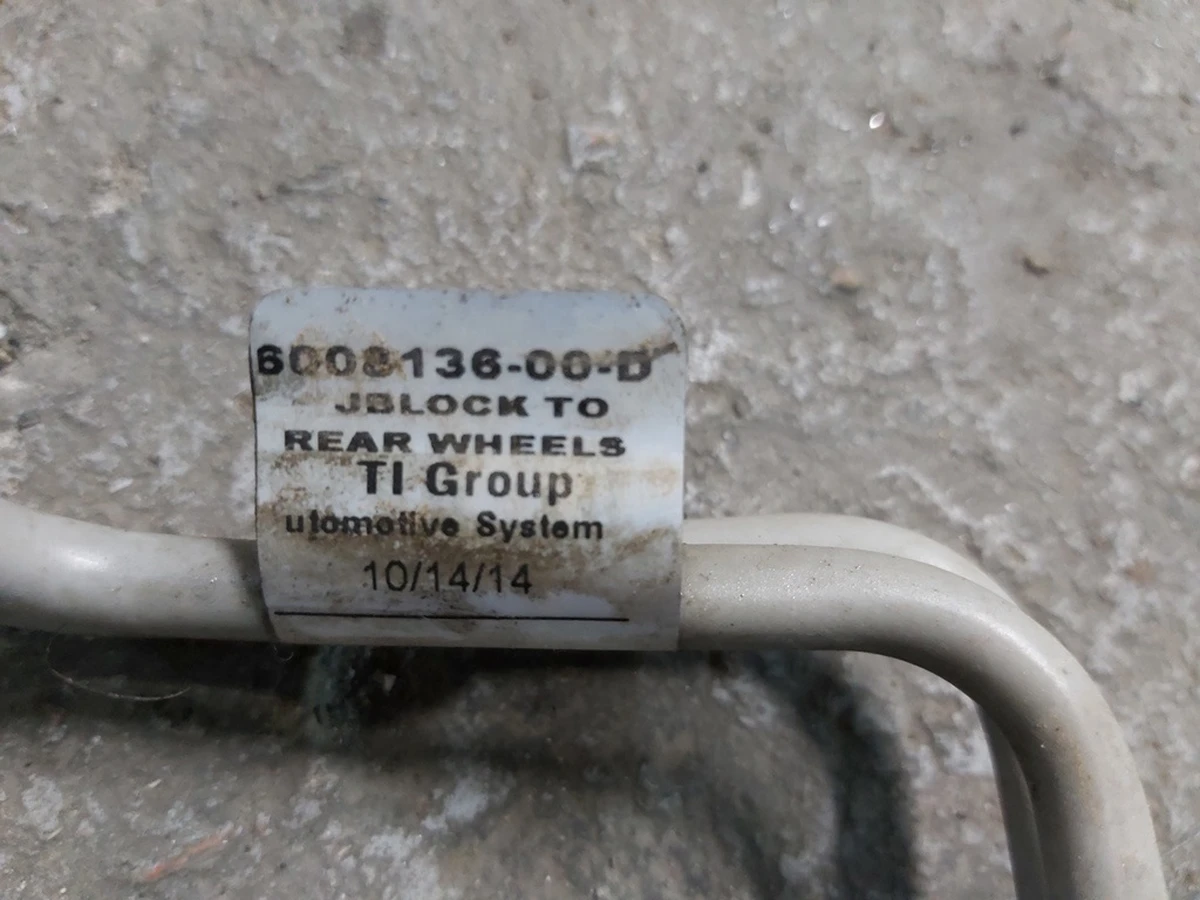 6008136-00-D
JBLOCK TO
REAR WHEELS
TI Group
utomotive System
10/14/14